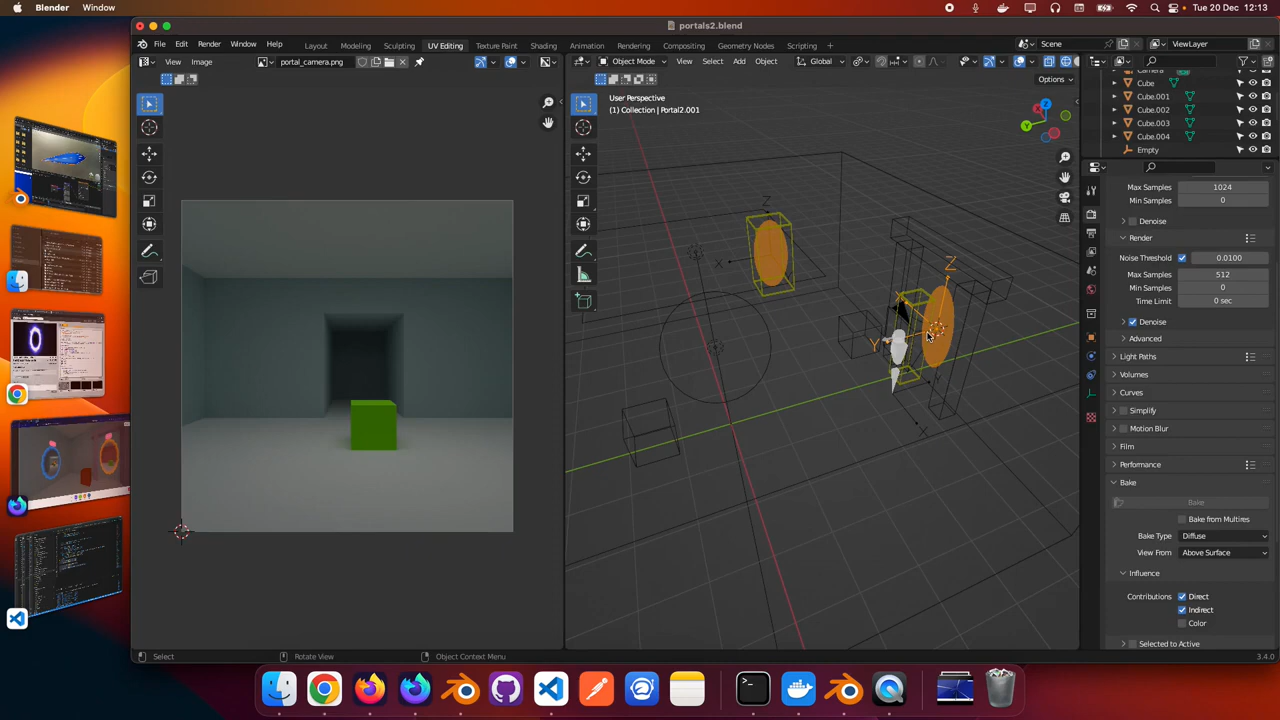 Blender Window
Tue 20 Dec 12:13
portals2.blend
File Edit Render Window Help
Layout Modeling Sculpting UV Editing Texture Paint Shading Animation Rendering Compositing Geometry Nodes Scripting +
Scene
ViewLayer
View Image
portal_camera.png
Object Mode
View Select Add Object
Global
Options
User Perspective
(1) Collection | Portal2.001
Z
Y
X
Z
X
Z
Y
X
Camera
Cube
Cube.001
Cube.002
Cube.003
Cube.004
Empty
Max Samples 1024
Min Samples 0
Denoise
Render
Noise Threshold 0.0100
Max Samples 512
Min Samples 0
Time Limit 0 sec
Denoise
Advanced
Light Paths
Volumes
Curves
Simplify
Motion Blur
Film
Performance
Bake
Bake
Bake from Multires
Bake Type Diffuse
View From Above Surface
Influence
Contributions Direct
Indirect
Color
Selected to Active
Select
Rotate View
Object Context Menu
3.4.0